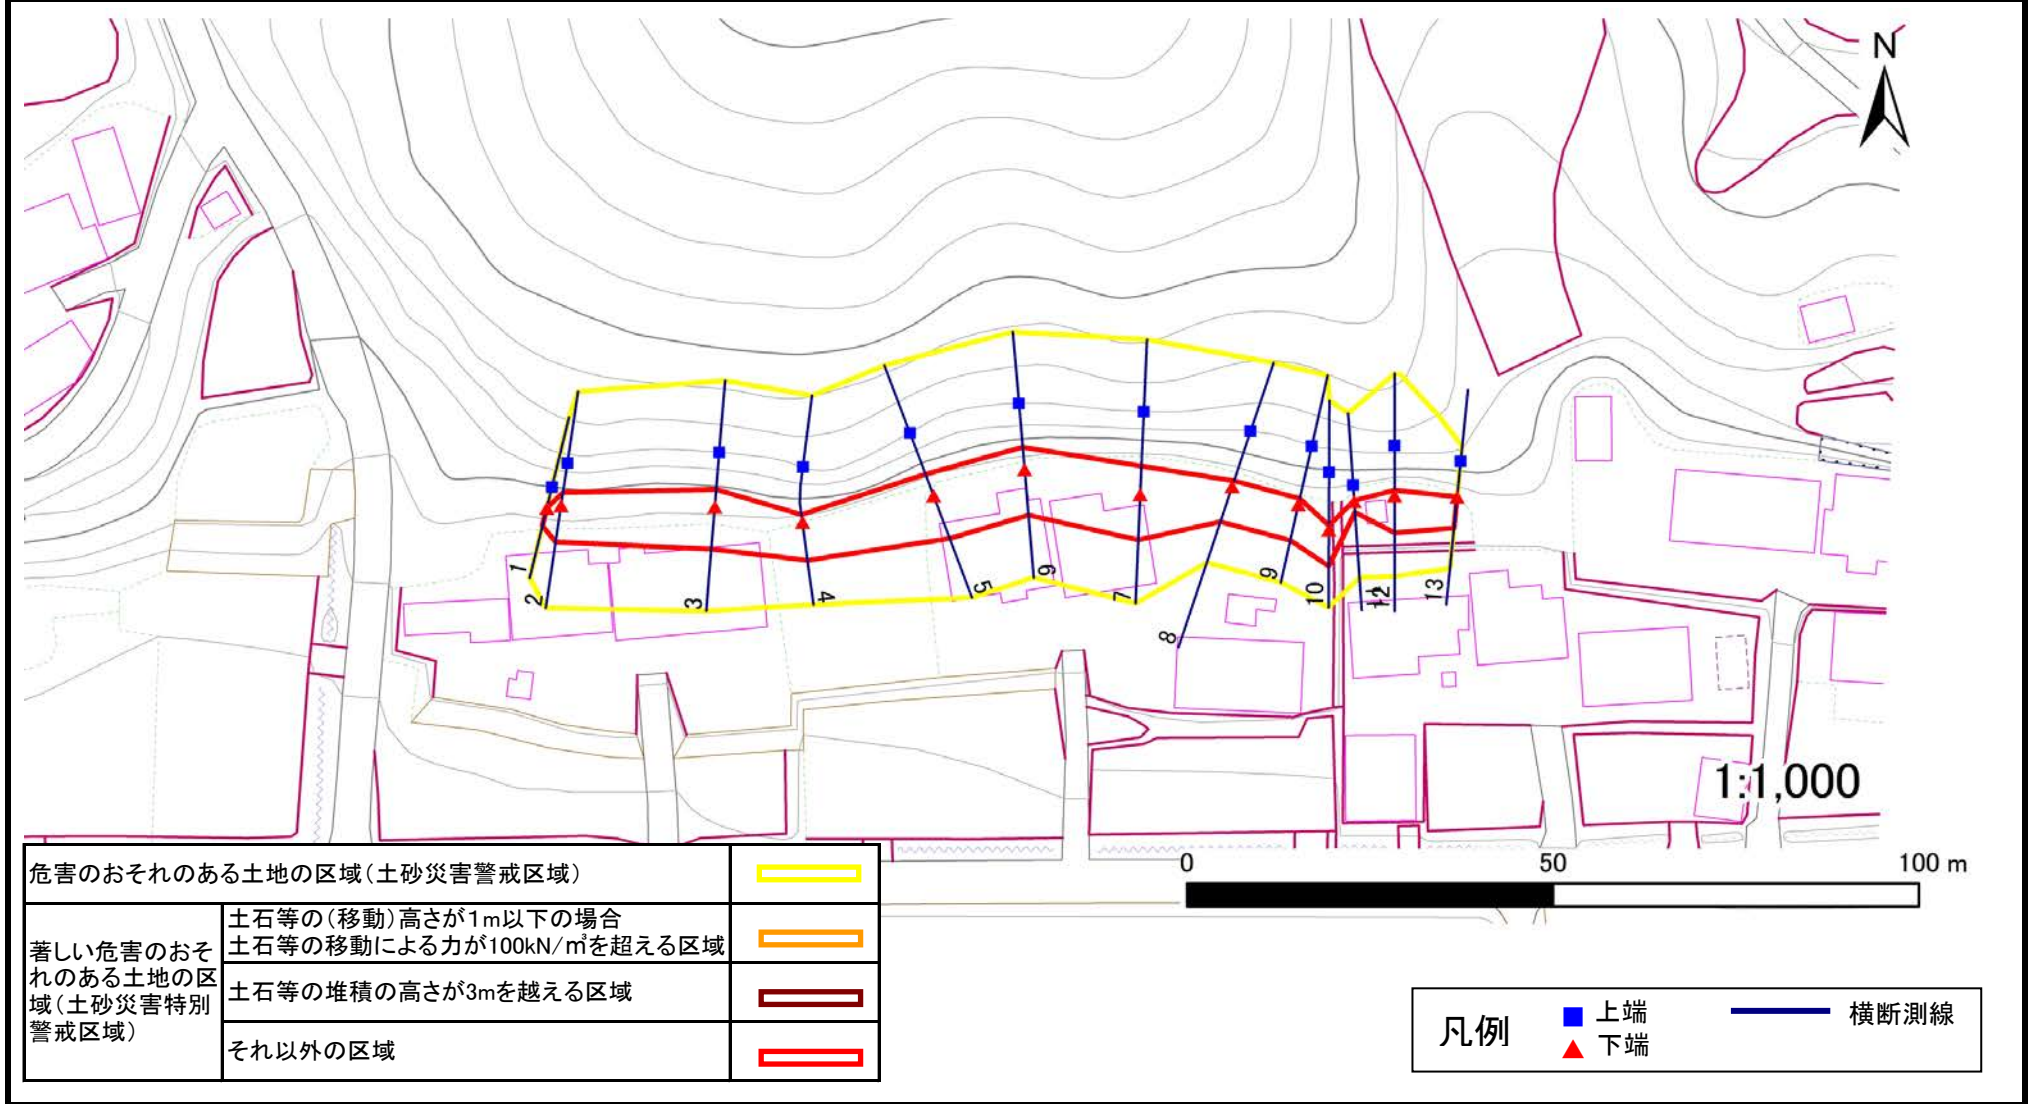 N
1
2
3
4
5
6
7
8
9
10
11
12
13
1:1,000
0 50 100 m
危害のおそれのある土地の区域(土砂災害警戒区域)
著しい危害のおそ
れのある土地の区
域(土砂災害特別
警戒区域)
土石等の(移動)高さが1m以下の場合
土石等の移動による力が100kN/㎡を超える区域
土石等の堆積の高さが3mを越える区域
それ以外の区域
凡例
上端
下端
横断測線